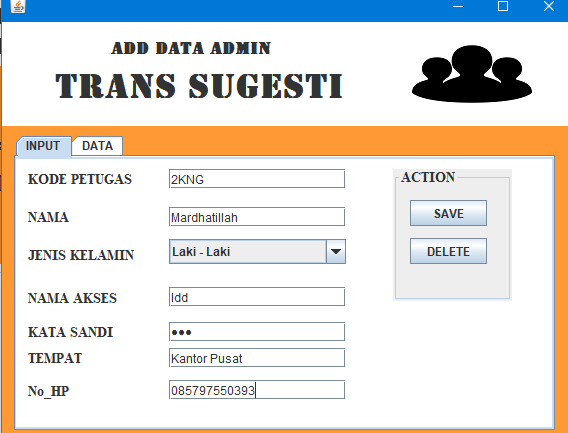 ADD DATA ADMIN
TRANS SUGESTI
INPUT DATA
KODE PETUGAS 2KNG
NAMA Mardhatillah
JENIS KELAMIN Laki - Laki
NAMA AKSES Idd
KATA SANDI ●●●
TEMPAT Kantor Pusat
No_HP 085797550393
ACTION
SAVE
DELETE